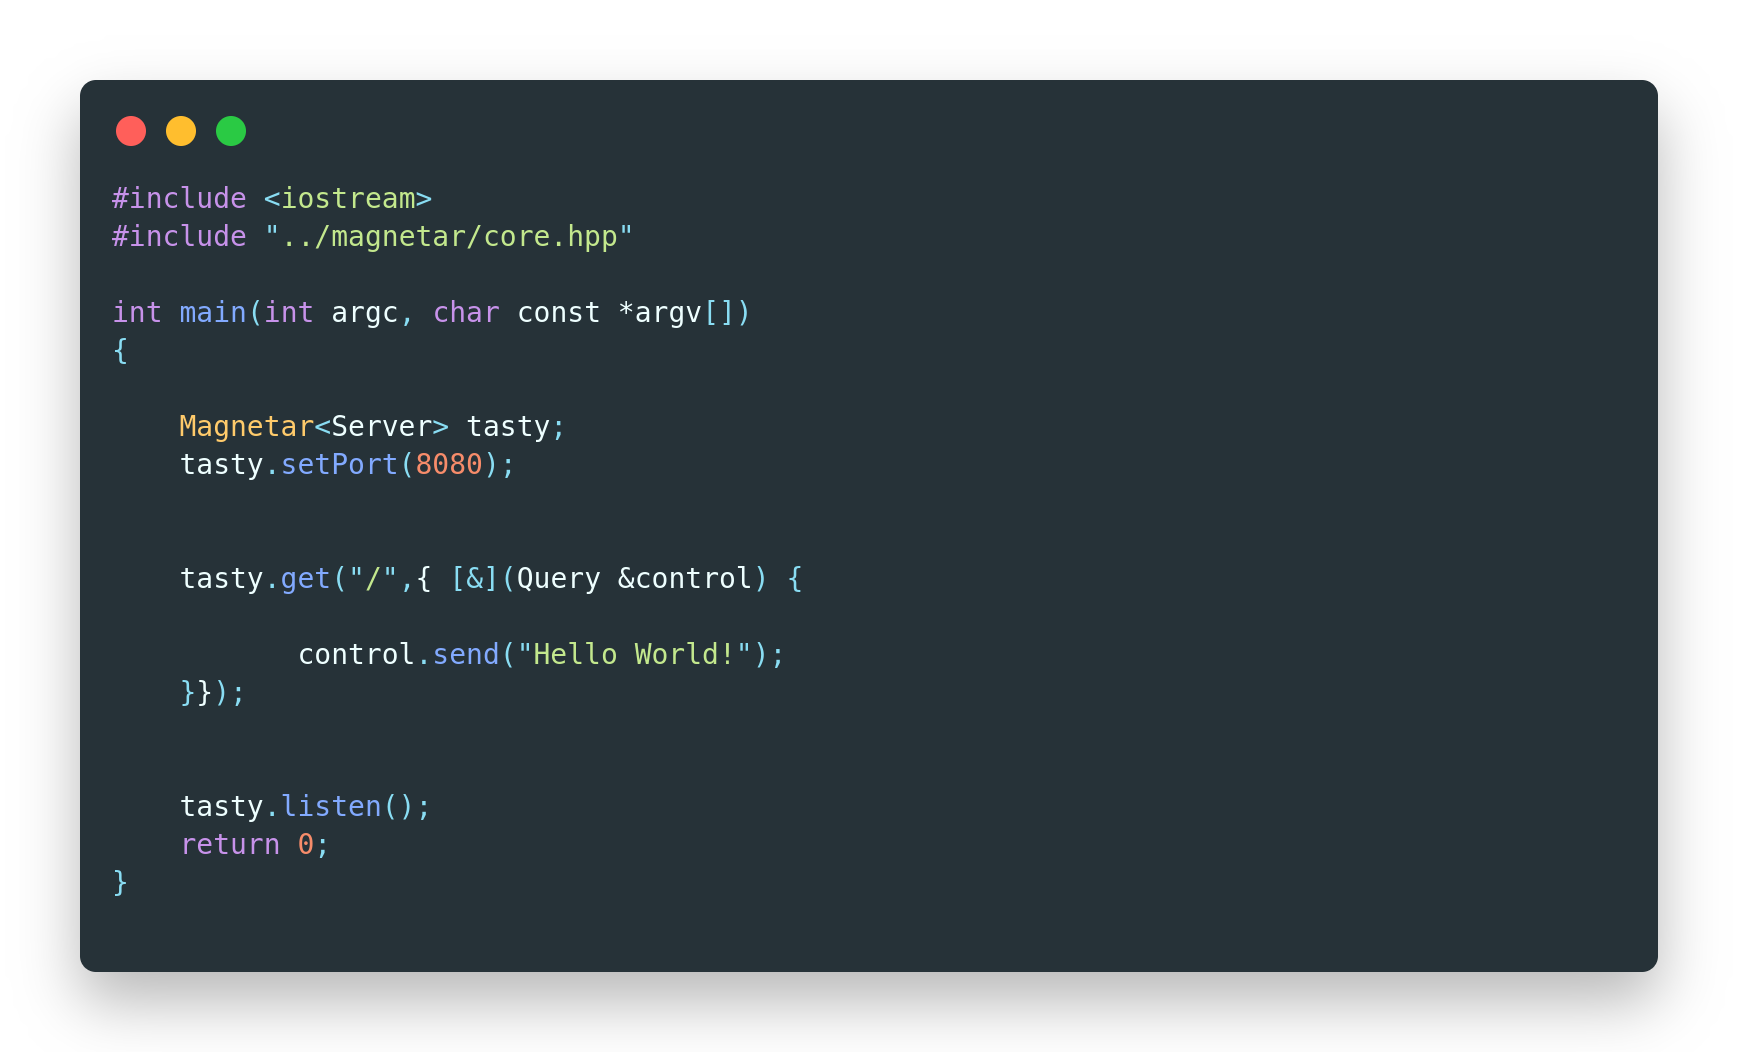 #include <iostream>
#include "../magnetar/core.hpp"
int main(int argc, char const *argv[])
{
Magnetar<Server> tasty;
tasty.setPort(8080);
tasty.get("/",{ [&](Query &control) {
control.send("Hello World!");
}});
tasty.listen();
return 0;
}